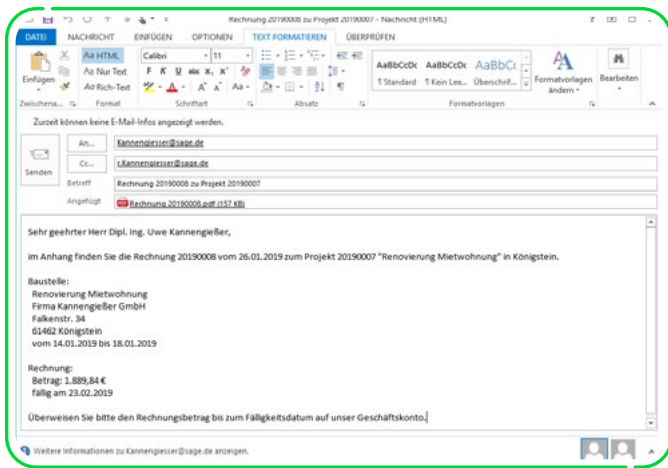 Rechnung 20190008 zu Projekt 20190007 - Nachricht (HTML)
DATEI NACHRICHT EINFÜGEN OPTIONEN TEXT FORMATIEREN ÜBERPRÜFEN
Aa HTML
Aa Nur Text
Aa Rich-Text
Calibri 11
F K U abc x₂ x²
A A Aa
AaBbCcDc AaBbCcDc AaBbCc
¶ Standard ¶ Kein Lee... Überschrif...
Einfügen
Formatvorlagen ändern
Bearbeiten
Zwischena... Format Schriftart Absatz Formatvorlagen
Zurzeit können keine E-Mail-Infos angezeigt werden.
Senden
An... Kannengiesser@sage.de
Cc... r.Kannengiesser@sage.de
Betreff Rechnung 20190008 zu Projekt 20190007
Angefügt Rechnung 20190008.pdf (157 KB)
Sehr geehrter Herr Dipl. Ing. Uwe Kannengießer,
im Anhang finden Sie die Rechnung 20190008 vom 26.01.2019 zum Projekt 20190007 "Renovierung Mietwohnung" in Königstein.
Baustelle:
Renovierung Mietwohnung
Firma Kannengießer GmbH
Falkenstr. 34
61462 Königstein
vom 14.01.2019 bis 18.01.2019
Rechnung:
Betrag: 1.889,84 €
fällig am 23.02.2019
Überweisen Sie bitte den Rechnungsbetrag bis zum Fälligkeitsdatum auf unser Geschäftskonto.
Weitere Informationen zu Kannengiesser@sage.de anzeigen.